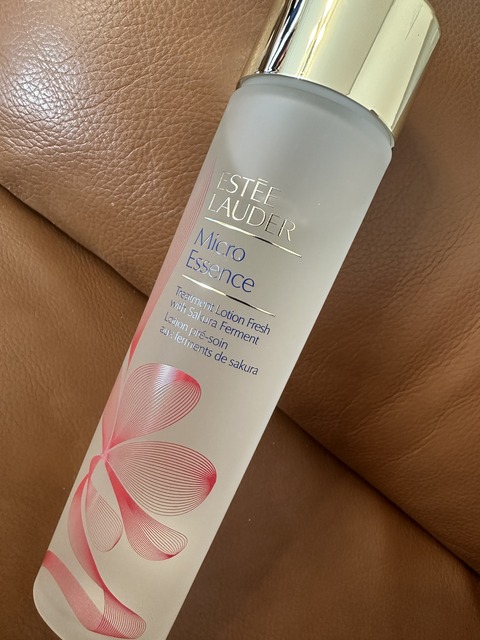 ESTĒE
LAUDER
Micro
Essence
Treatment Lotion Fresh
with Sakura Ferment
Lotion pré-soin
aux ferments de sakura